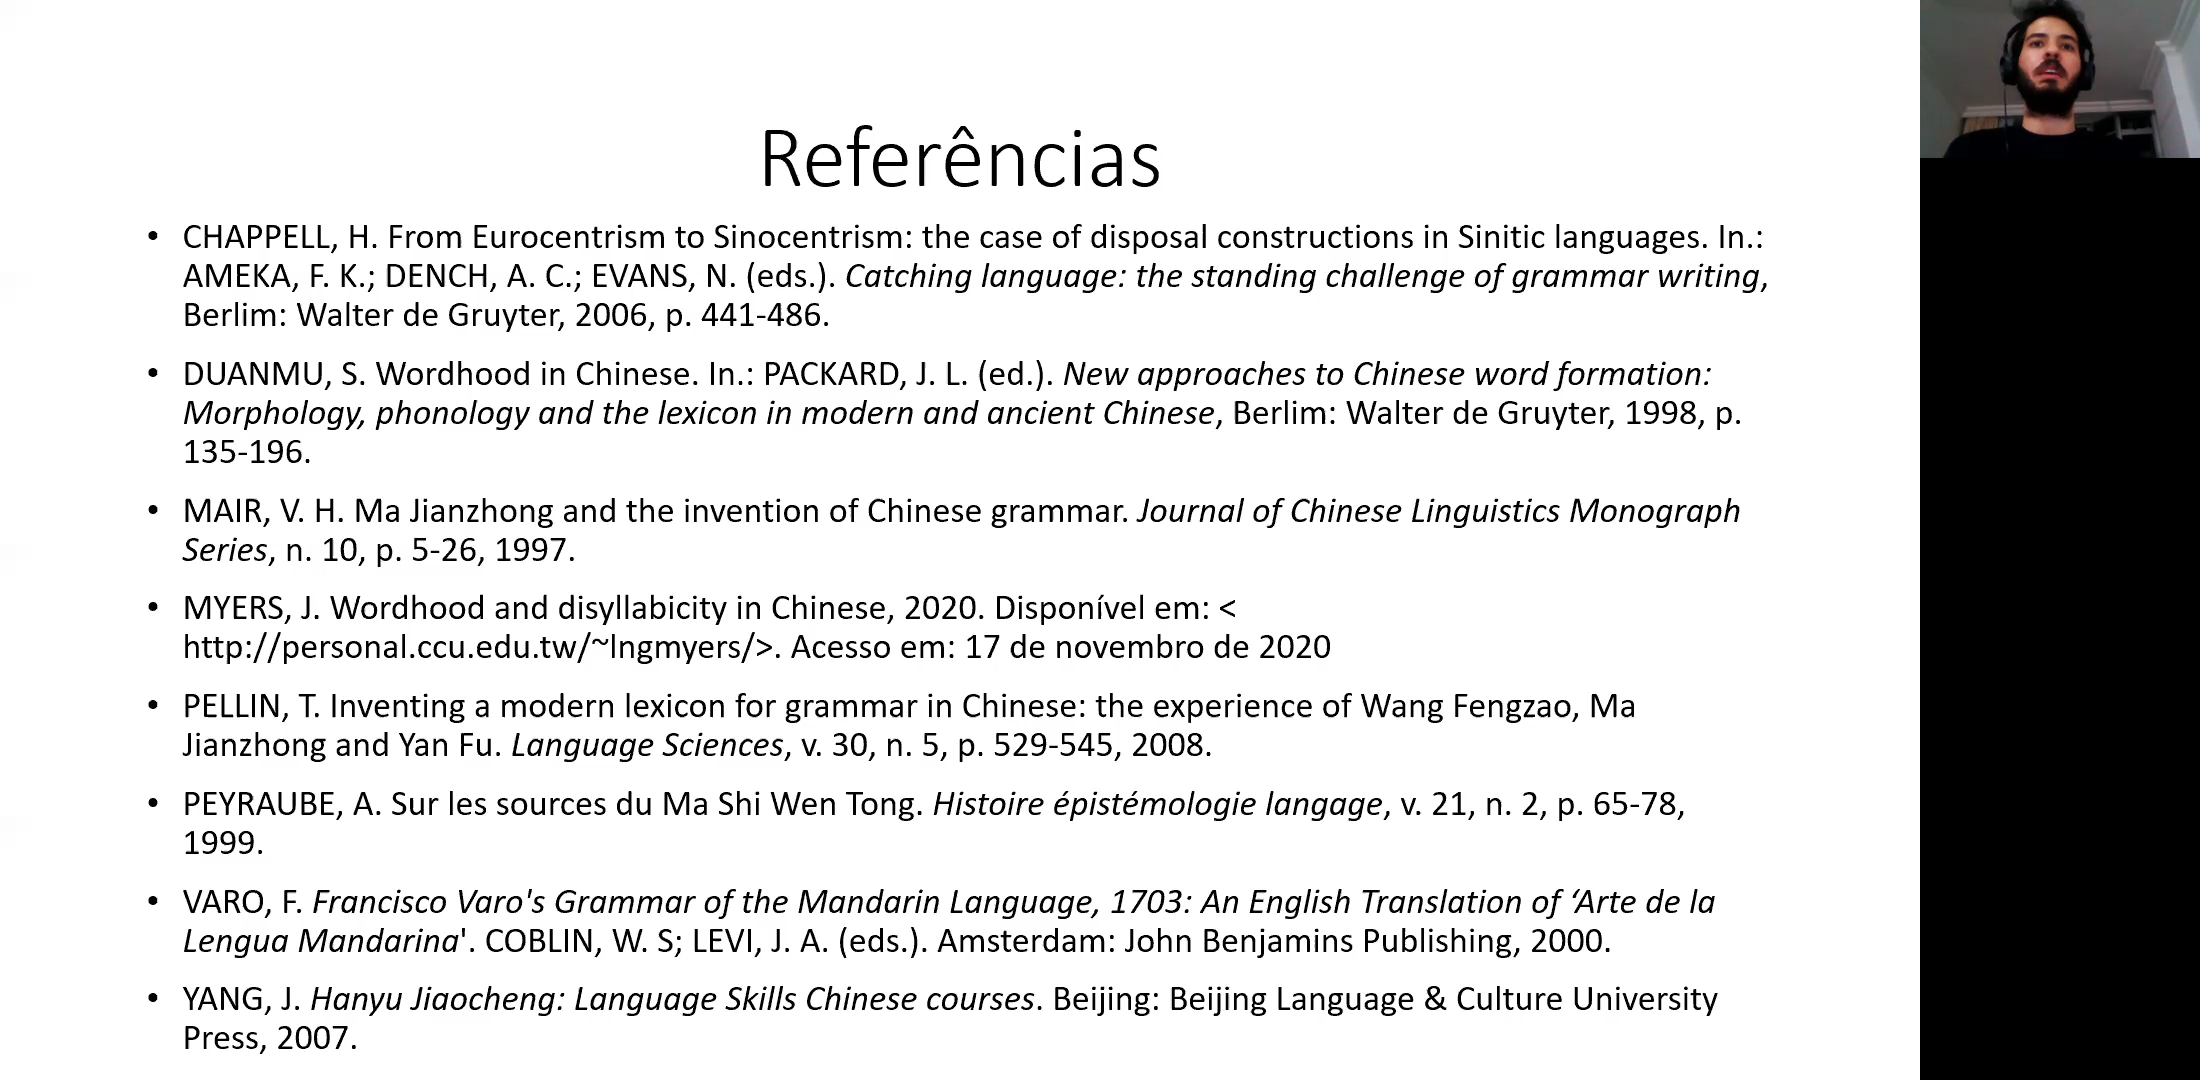 Referências
• CHAPPELL, H. From Eurocentrism to Sinocentrism: the case of disposal constructions in Sinitic languages. In.:
AMEKA, F. K.; DENCH, A. C.; EVANS, N. (eds.). Catching language: the standing challenge of grammar writing,
Berlim: Walter de Gruyter, 2006, p. 441-486.
• DUANMU, S. Wordhood in Chinese. In.: PACKARD, J. L. (ed.). New approaches to Chinese word formation:
Morphology, phonology and the lexicon in modern and ancient Chinese, Berlim: Walter de Gruyter, 1998, p.
135-196.
• MAIR, V. H. Ma Jianzhong and the invention of Chinese grammar. Journal of Chinese Linguistics Monograph
Series, n. 10, p. 5-26, 1997.
• MYERS, J. Wordhood and disyllabicity in Chinese, 2020. Disponível em: <
http://personal.ccu.edu.tw/~lngmyers/>. Acesso em: 17 de novembro de 2020
• PELLIN, T. Inventing a modern lexicon for grammar in Chinese: the experience of Wang Fengzao, Ma
Jianzhong and Yan Fu. Language Sciences, v. 30, n. 5, p. 529-545, 2008.
• PEYRAUBE, A. Sur les sources du Ma Shi Wen Tong. Histoire épistémologie langage, v. 21, n. 2, p. 65-78,
1999.
• VARO, F. Francisco Varo's Grammar of the Mandarin Language, 1703: An English Translation of ‘Arte de la
Lengua Mandarina'. COBLIN, W. S; LEVI, J. A. (eds.). Amsterdam: John Benjamins Publishing, 2000.
• YANG, J. Hanyu Jiaocheng: Language Skills Chinese courses. Beijing: Beijing Language & Culture University
Press, 2007.